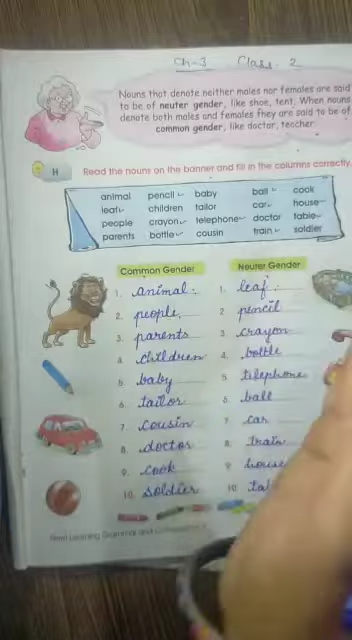 Ch-3 Class. 2
Nouns that denote neither males nor females are said
to be of neuter gender, like shoe, tent. When nouns
denote both males and females they are said to be of
common gender, like doctor, teacher.
H Read the nouns on the banner and fill in the columns correctly.
animal pencil baby ball cook
leaf children tailor car house
people crayon telephone doctor table
parents bottle cousin train soldier
Common Gender Neuter Gender
1. animal. 1. leaf.
2. people. 2. pencil
3. parents 3. crayon
4. children 4. bottle
5. baby 5. telephone
6. tailor 6. ball
7. cousin 7. car
8. doctor 8. train
9. cook 9. house
10. soldier 10. ta
Learning Grammar and